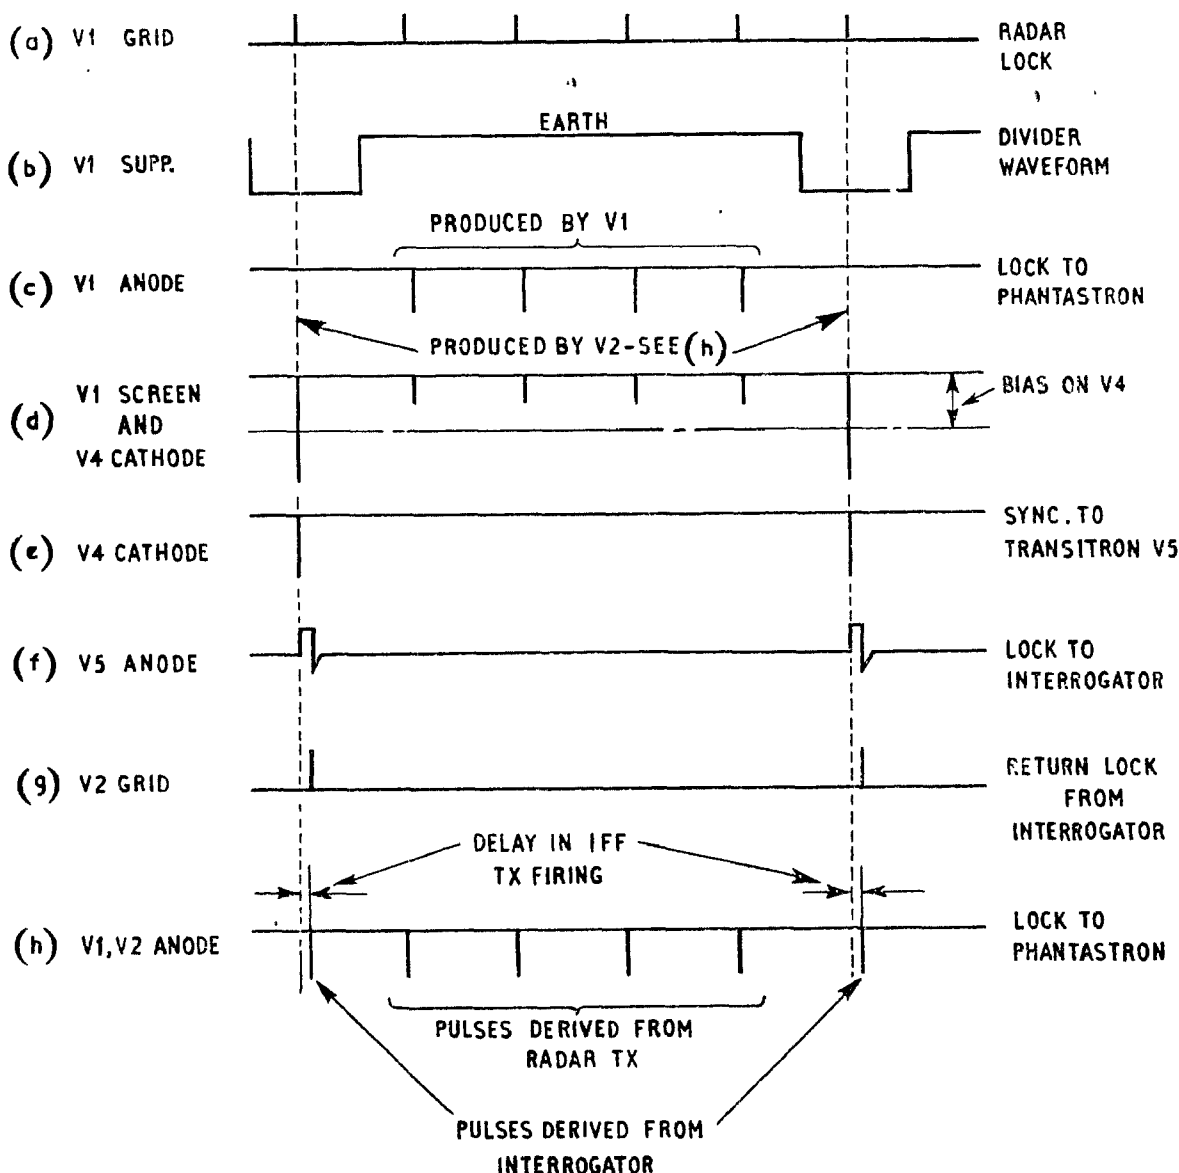 (a) V1 GRID
RADAR
LOCK
EARTH
(b) V1 SUPP.
DIVIDER
WAVEFORM
PRODUCED BY V1
(c) V1 ANODE
LOCK TO
PHANTASTRON
PRODUCED BY V2-SEE (h)
(d) V1 SCREEN
AND
V4 CATHODE
BIAS ON V4
(e) V4 CATHODE
SYNC. TO
TRANSITRON V5
(f) V5 ANODE
LOCK TO
INTERROGATOR
(g) V2 GRID
RETURN LOCK
FROM
INTERROGATOR
DELAY IN IFF
TX FIRING
(h) V1, V2 ANODE
LOCK TO
PHANTASTRON
PULSES DERIVED FROM
RADAR TX
PULSES DERIVED FROM
INTERROGATOR